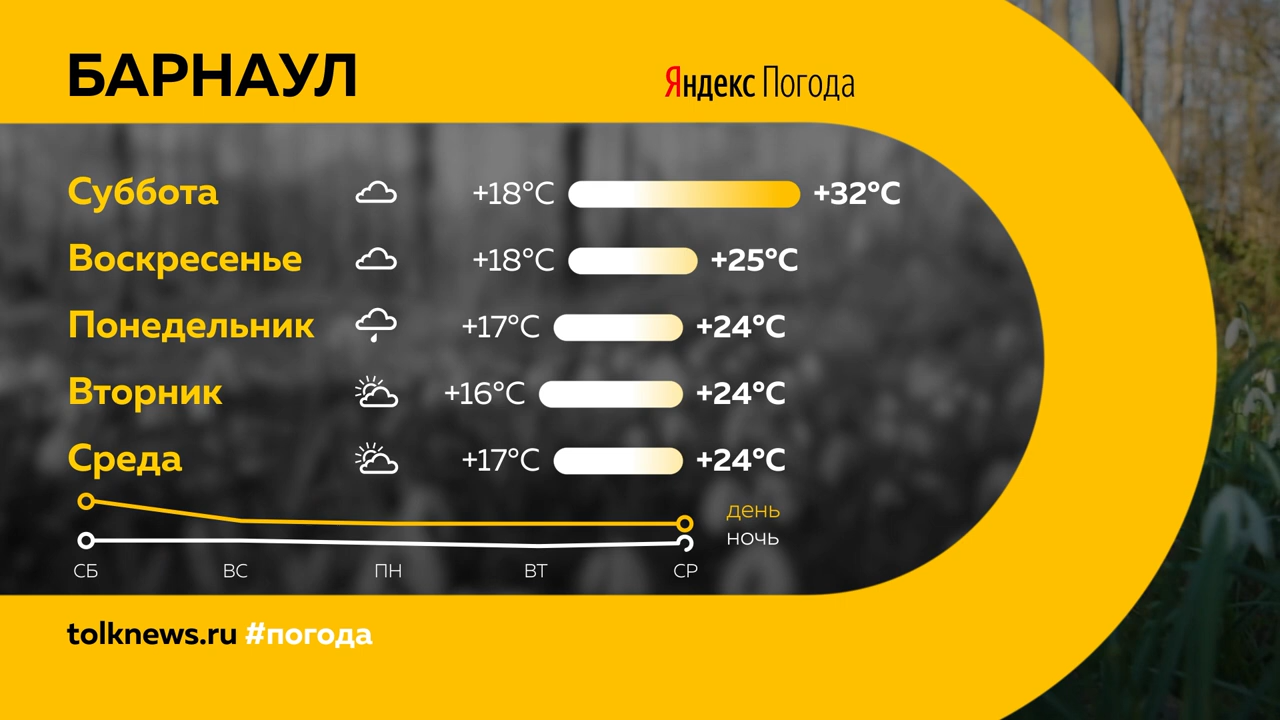 БАРНАУЛ
Яндекс Погода
Суббота +18°C +32°C
Воскресенье +18°C +25°C
Понедельник +17°C +24°C
Вторник +16°C +24°C
Среда +17°C +24°C
день
ночь
СБ ВС ПН ВТ СР
tolknews.ru #погода